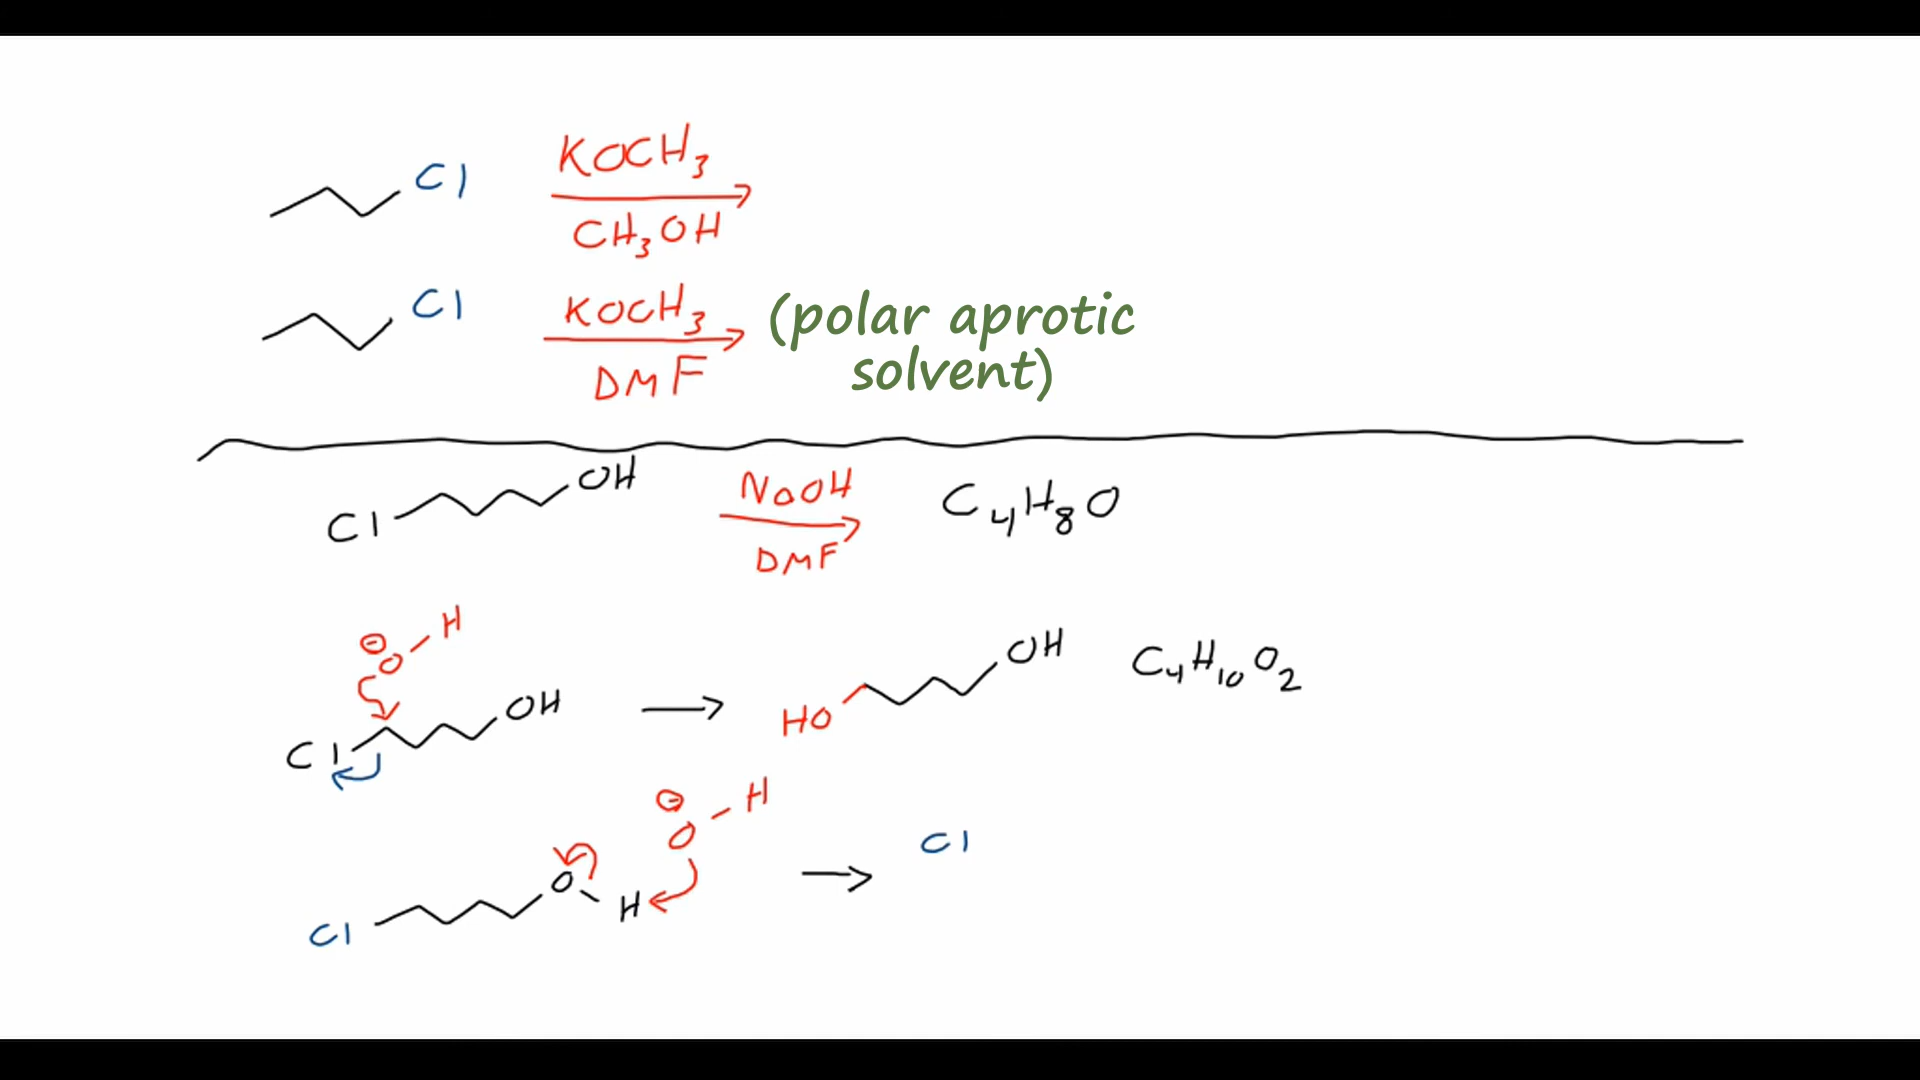 Cl KOCH3
CH3OH
Cl KOCH3 (polar aprotic
DMF solvent)
Cl OH NaOH C4H8O
DMF
⊖ O H
Cl OH HO OH C4H10O2
⊖ O H
Cl O H Cl